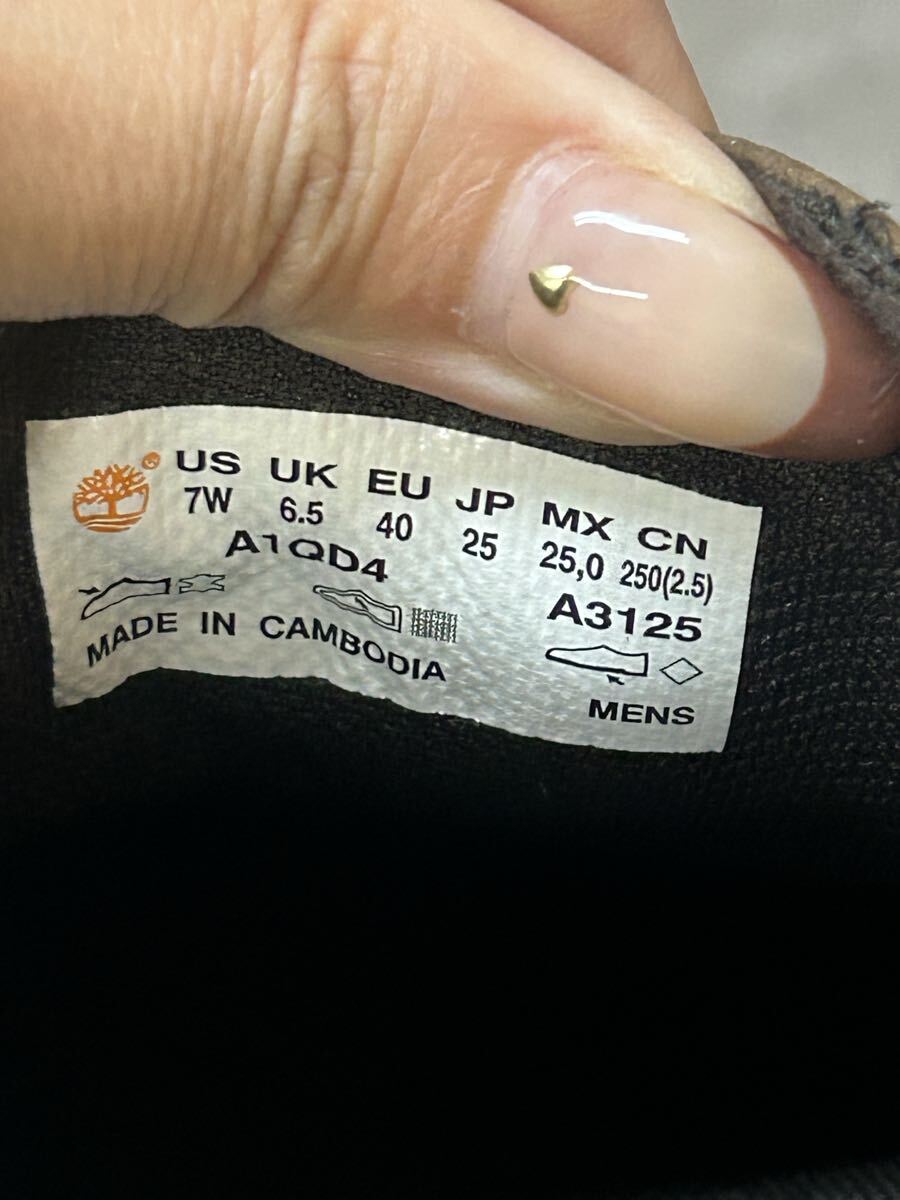 US UK EU JP MX CN
7W 6.5 40 25 25,0 250(2.5)
A1QD4 A3125
MADE IN CAMBODIA
MENS